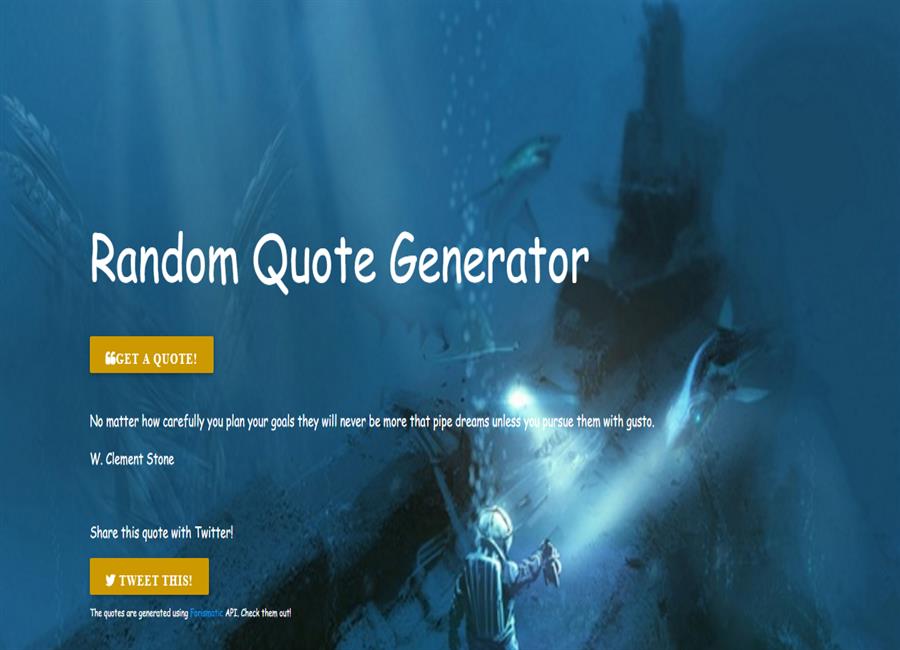 Random Quote Generator
GET A QUOTE!
No matter how carefully you plan your goals they will never be more that pipe dreams unless you pursue them with gusto.
W. Clement Stone
Share this quote with Twitter!
TWEET THIS!
The quotes are generated using Forismatic API. Check them out!